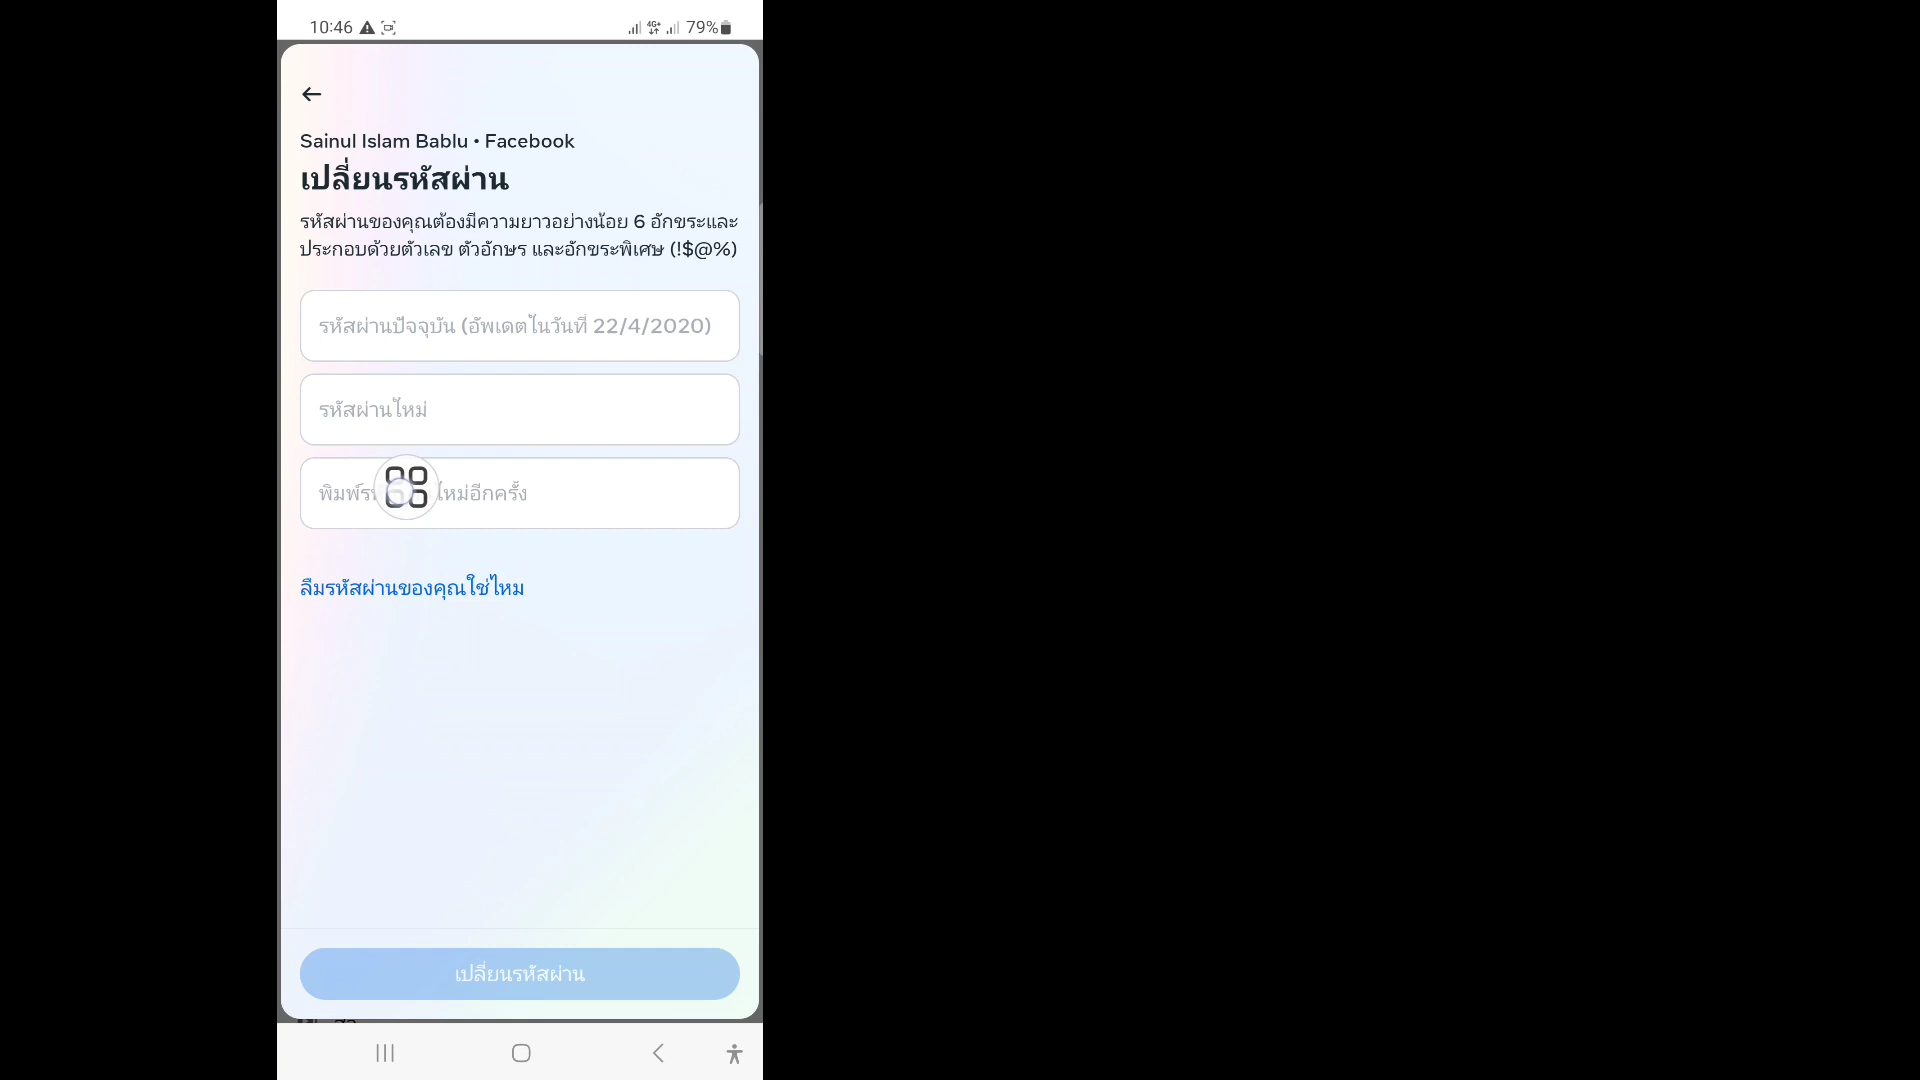 10:46 4G+ 79%
Sainul Islam Bablu • Facebook
เปลี่ยนรหัสผ่าน
รหัสผ่านของคุณต้องมีความยาวอย่างน้อย 6 อักขระและ
ประกอบด้วยตัวเลข ตัวอักษร และอักขระพิเศษ (!$@%)
รหัสผ่านปัจจุบัน (อัพเดตในวันที่ 22/4/2020)
รหัสผ่านใหม่
ใหม่อีกครั้ง
ลืมรหัสผ่านของคุณใช่ไหม
เปลี่ยนรหัสผ่าน